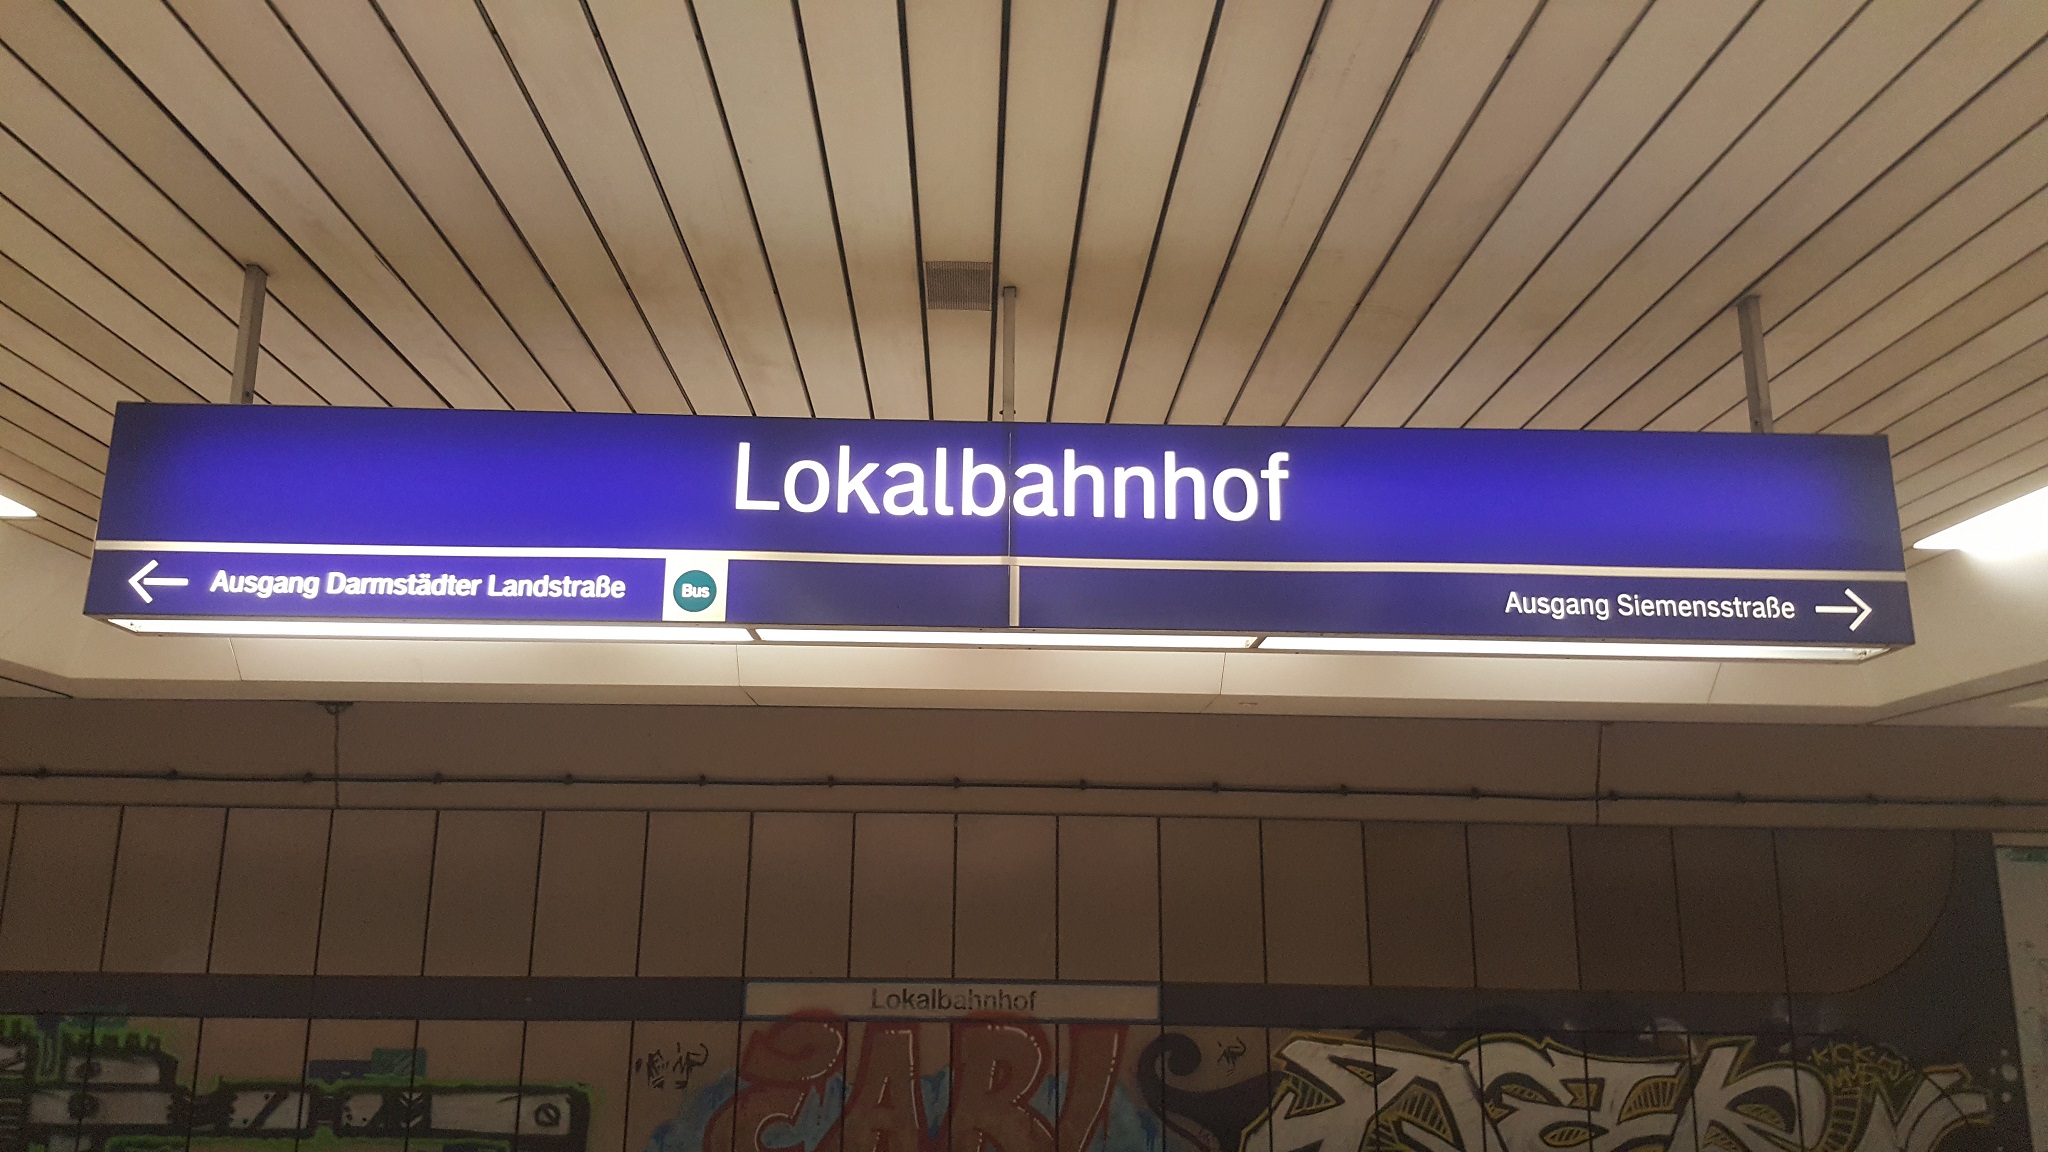 Lokalbahnhof
Ausgang Darmstädter Landstraße
Bus
Ausgang Siemensstraße
Lokalbahnhof